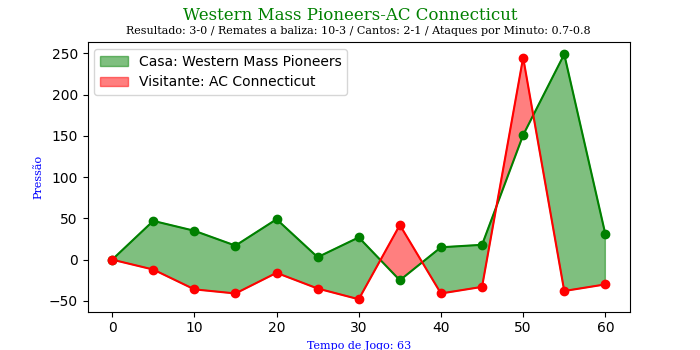 Western Mass Pioneers-AC Connecticut
Resultado: 3-0 / Remates a baliza: 10-3 / Cantos: 2-1 / Ataques por Minuto: 0.7-0.8
Casa: Western Mass Pioneers
Visitante: AC Connecticut
Pressão
250
200
150
100
50
0
−50
0 10 20 30 40 50 60
Tempo de Jogo: 63